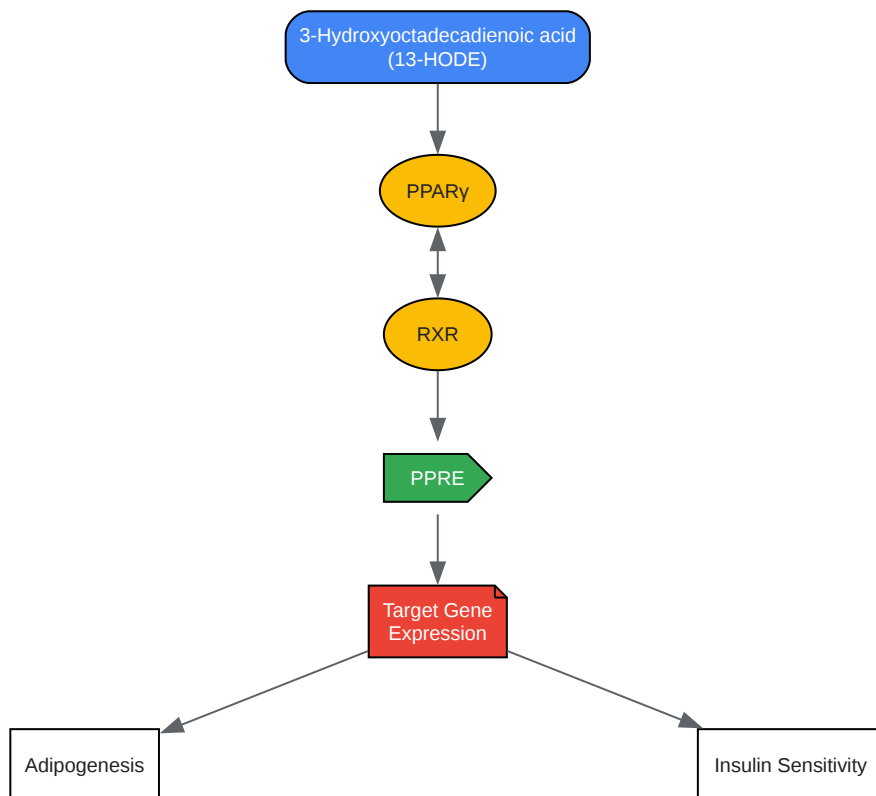 3-Hydroxyoctadecadienoic acid
(13-HODE)
PPARγ
RXR
PPRE
Target Gene
Expression
Adipogenesis
Insulin Sensitivity